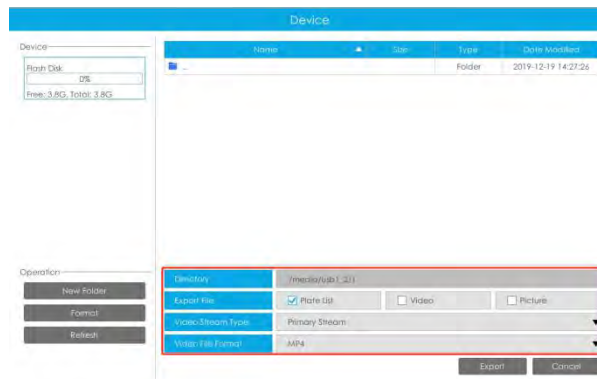 Device
Device
Flash Disk
0%
Free: 3.8G, Total: 3.8G
Name Size Type Date Modified
.. Folder 2019-12-19 14:27:26
Operation
New Folder
Format
Refresh
Directory /media/usb1_2/1
Export File Plate List Video Picture
Video Stream Type Primary Stream
Video File Format MP4
Export Cancel